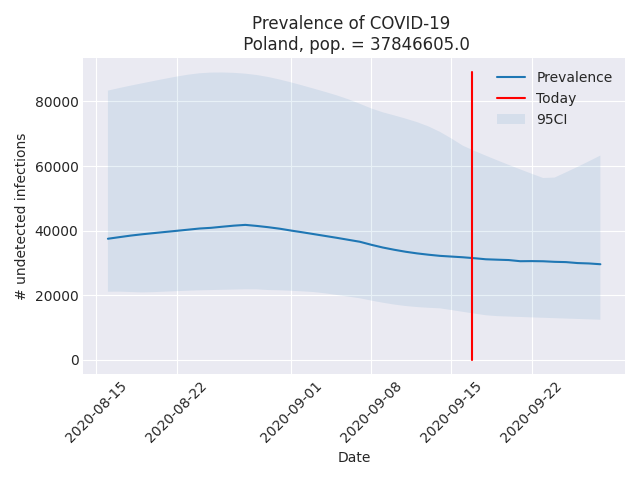 Prevalence of COVID-19
Poland, pop. = 37846605.0
Prevalence
Today
95CI
# undetected infections
80000
60000
40000
20000
0
2020-08-15
2020-08-22
2020-09-01
2020-09-08
2020-09-15
2020-09-22
Date